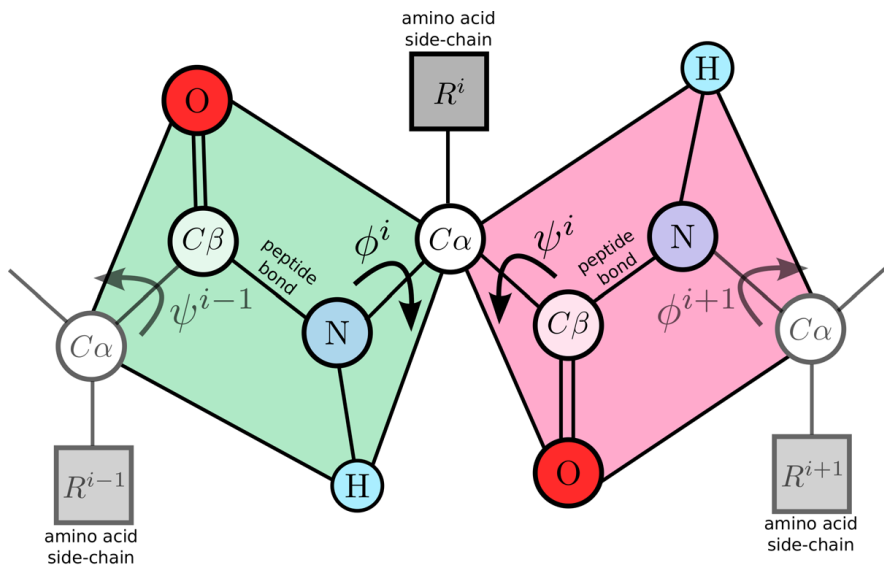 amino acid
side-chain
R^i
H
O
Cβ
peptide
bond
ϕ^i
Cα
ψ^i
peptide
bond
N
ψ^{i−1}
N
Cβ
ϕ^{i+1}
Cα
Cα
R^{i−1}
H
O
R^{i+1}
amino acid
side-chain
amino acid
side-chain